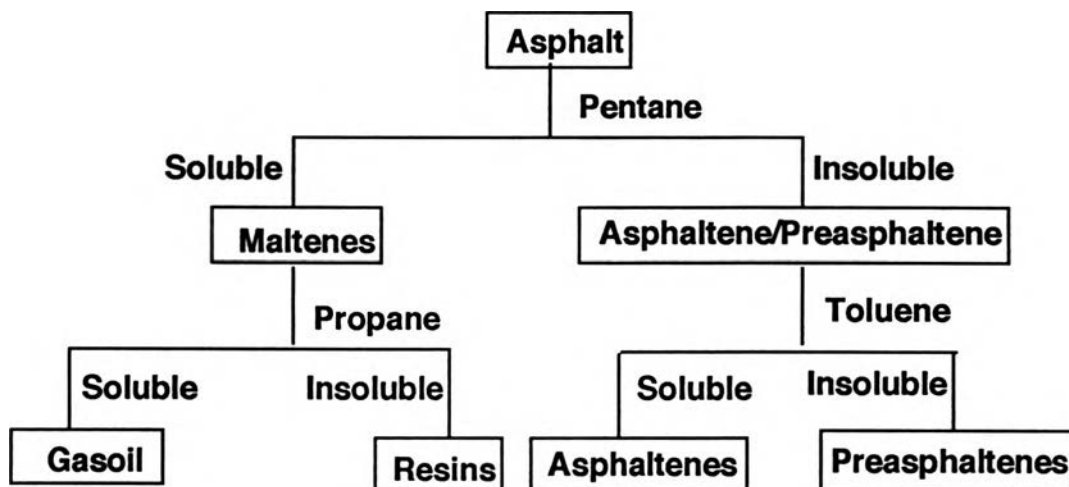 Asphalt
Pentane
Soluble
Insoluble
Maltenes
Asphaltene/Preasphaltene
Propane
Toluene
Soluble
Insoluble
Soluble
Insoluble
Gasoil
Resins
Asphaltenes
Preasphaltenes